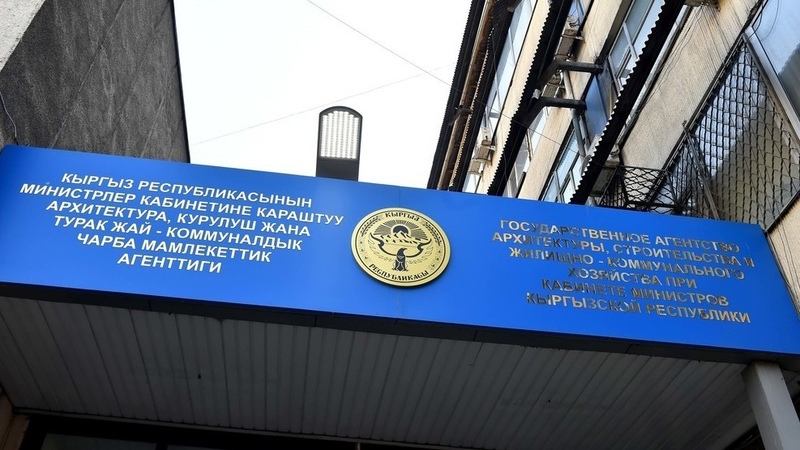 КЫРГЫЗ РЕСПУБЛИКАСЫНЫН
МИНИСТРЛЕР КАБИНЕТИНЕ КАРАШТУУ
АРХИТЕКТУРА, КУРУЛУШ ЖАНА
ТУРАК ЖАЙ - КОММУНАЛДЫК
ЧАРБА МАМЛЕКЕТТИК
АГЕНТТИГИ
КЫРГЫЗ
РЕСПУБЛИКАСЫ
ГОСУДАРСТВЕННОЕ АГЕНТСТВО
АРХИТЕКТУРЫ, СТРОИТЕЛЬСТВА И
ЖИЛИЩНО - КОММУНАЛЬНОГО
ХОЗЯЙСТВА ПРИ
КАБИНЕТЕ МИНИСТРОВ
КЫРГЫЗСКОЙ РЕСПУБЛИКИ